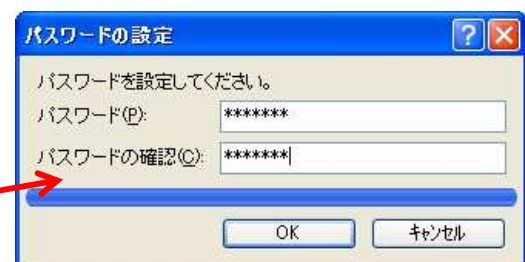 パスワードの設定
パスワードを設定してください。
パスワード(P): *******
パスワードの確認(C): *******
OK キャンセル